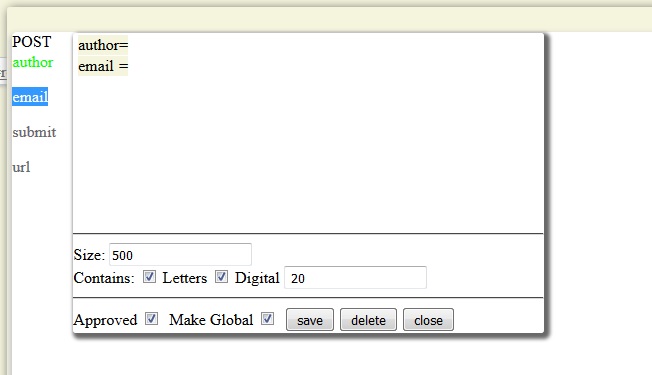 POST
author
email
submit
url
author=
email =
Size: 500
Contains: Letters Digital 20
Approved Make Global save delete close